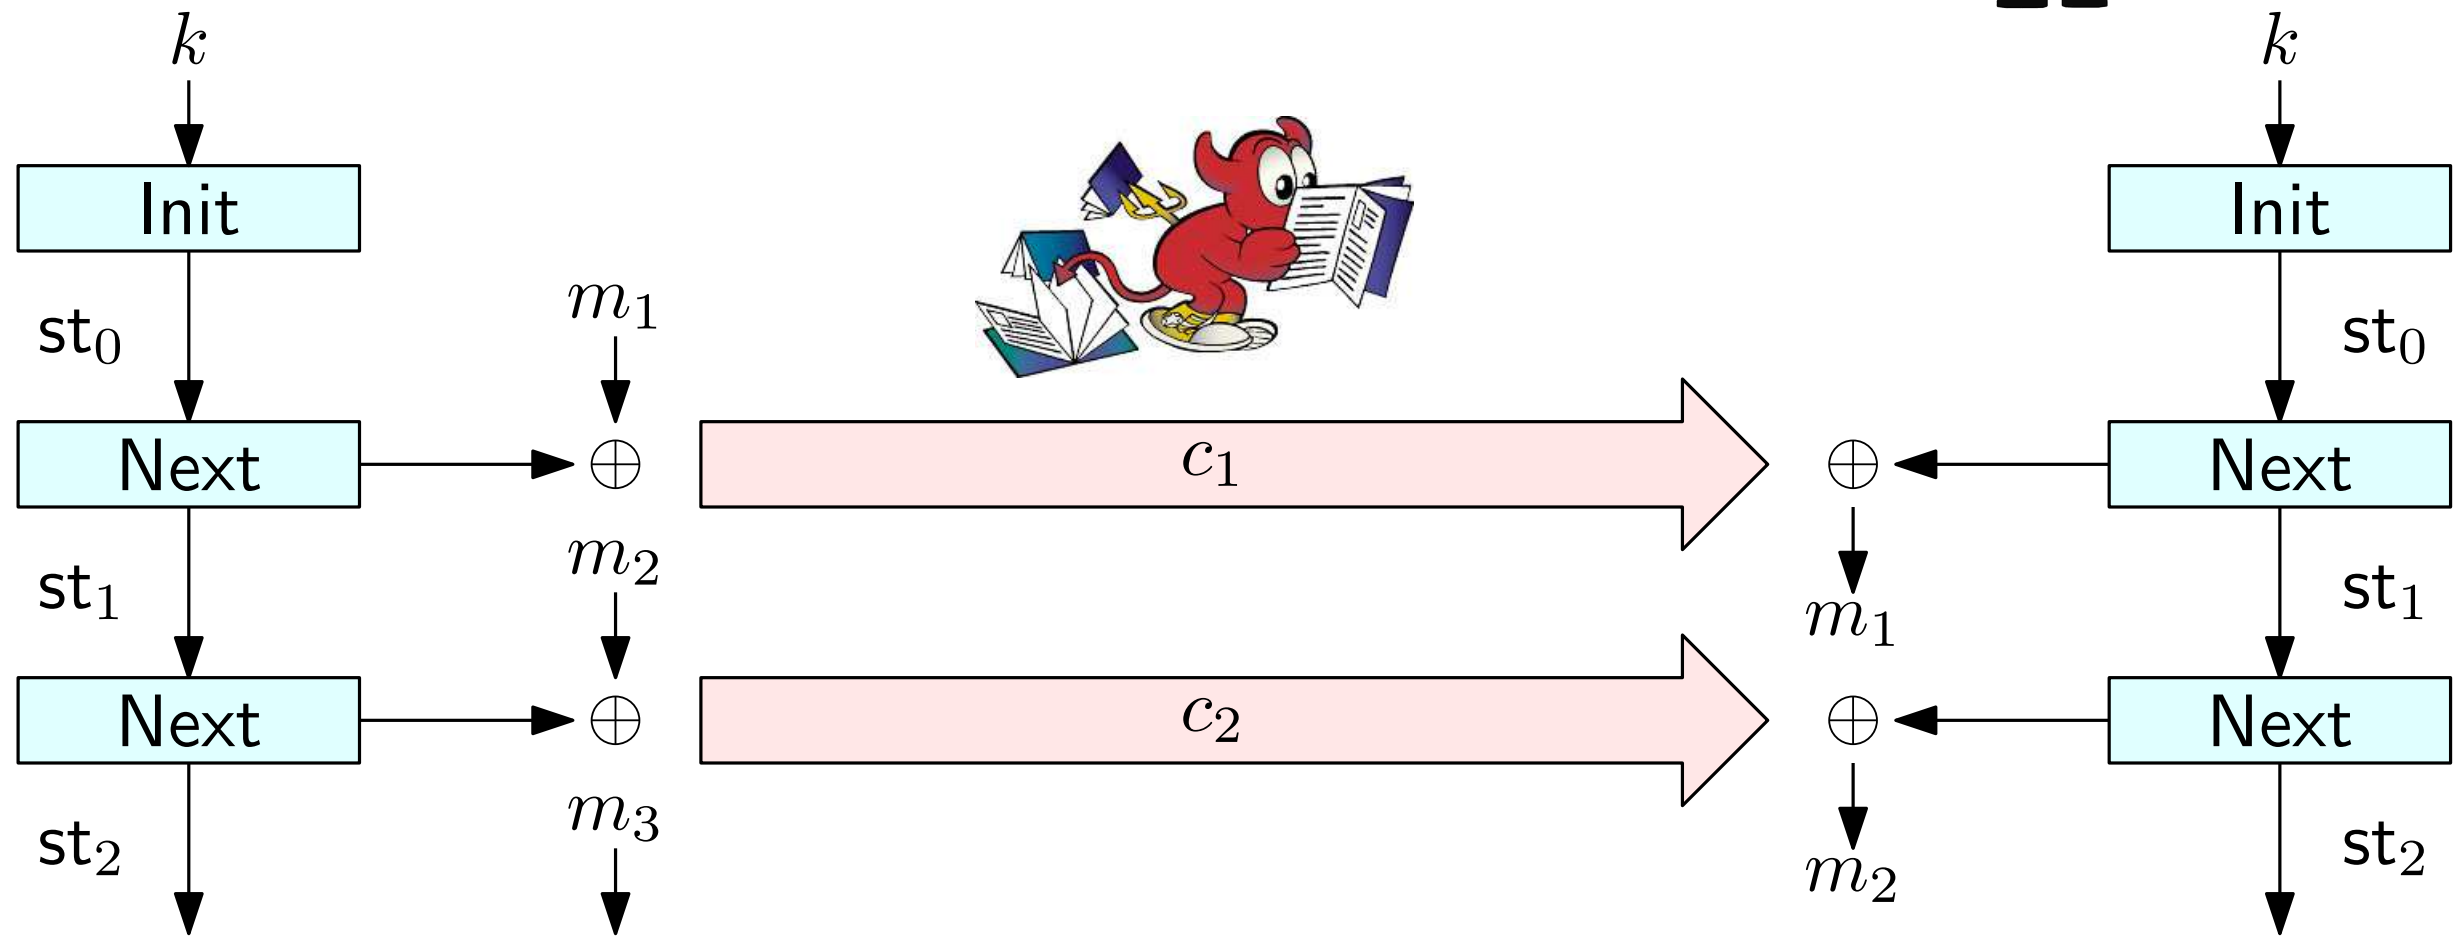 k k
Init Init
m₁
st₀ st₀
Next c₁ Next
m₂
st₁ m₁ st₁
Next c₂ Next
m₃
st₂ m₂ st₂